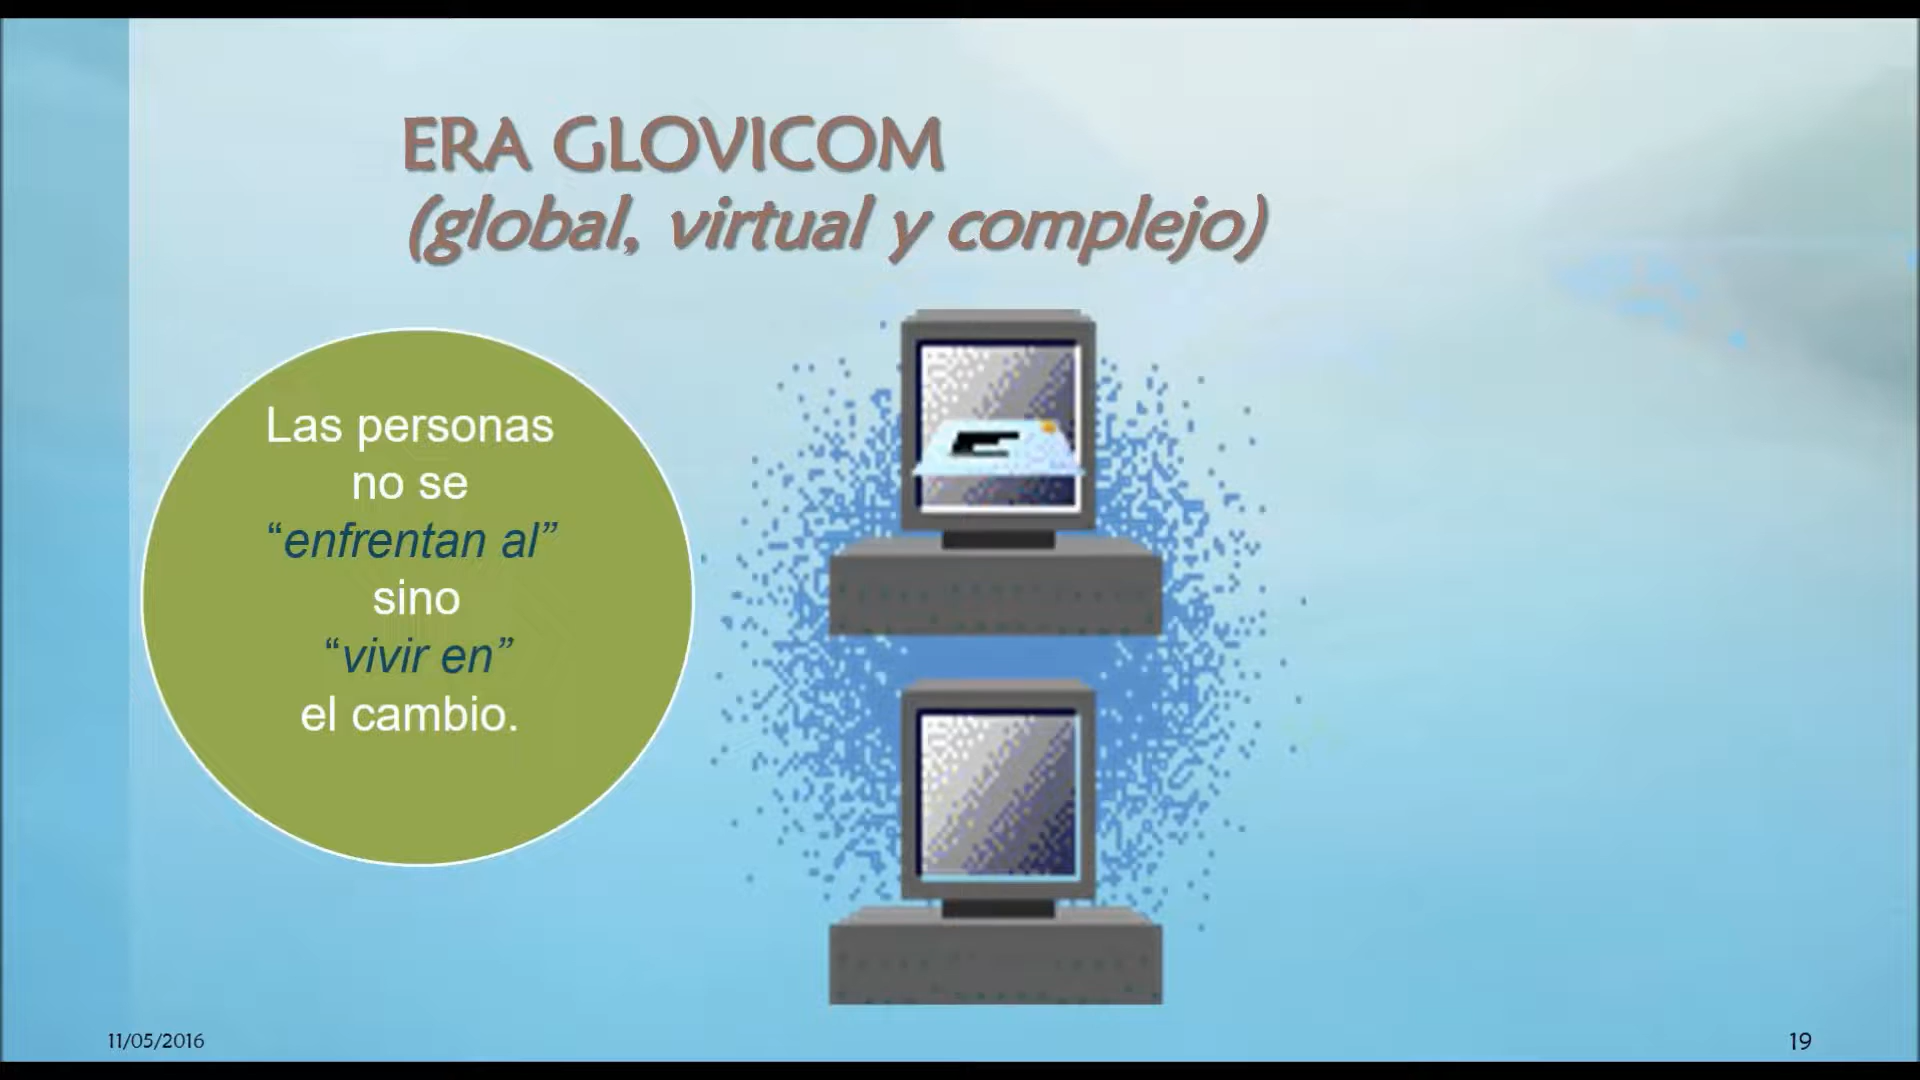 ERA GLOVICOM
(global, virtual y complejo)
Las personas
no se
“enfrentan al”
sino
“vivir en”
el cambio.
11/05/2016
19